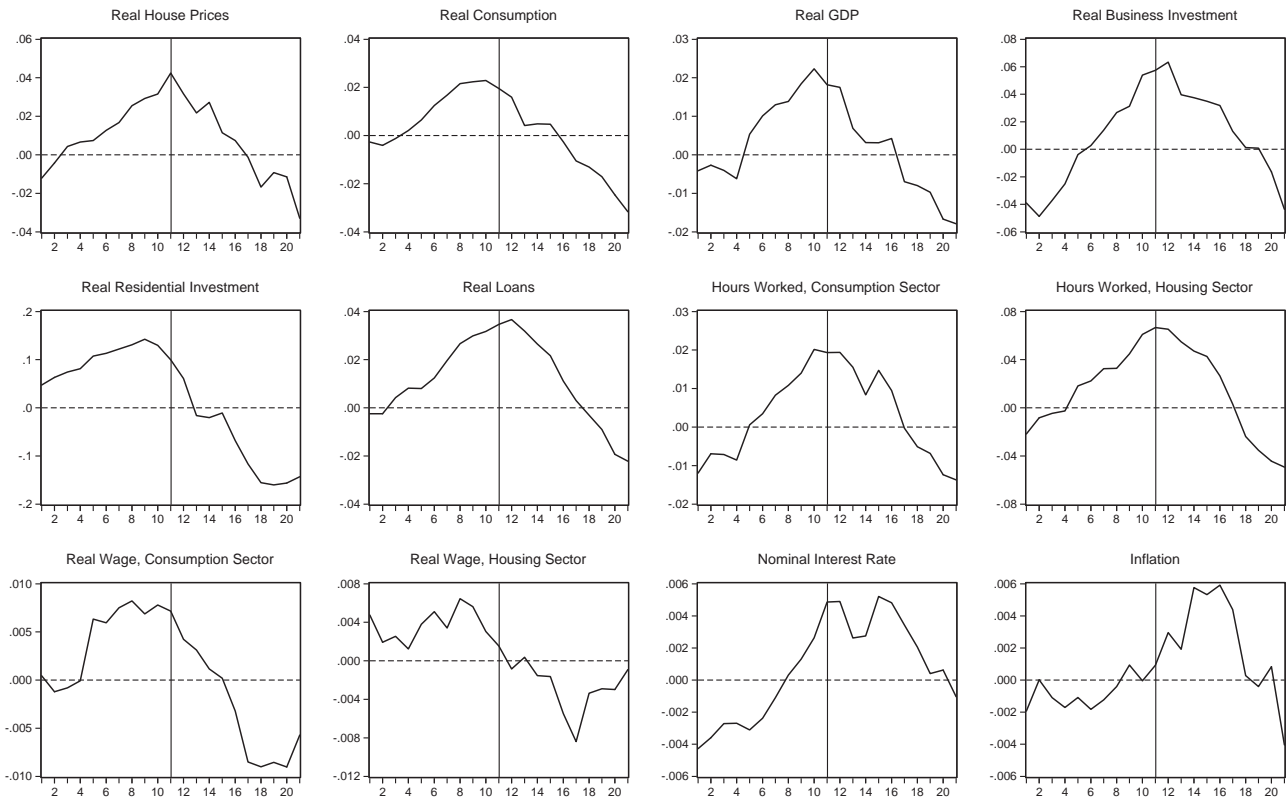 Real House Prices
.06
.04
.02
.00
-.02
-.04
2 4 6 8 10 12 14 16 18 20
Real Consumption
.04
.02
.00
-.02
-.04
2 4 6 8 10 12 14 16 18 20
Real GDP
.03
.02
.01
.00
-.01
-.02
2 4 6 8 10 12 14 16 18 20
Real Business Investment
.08
.06
.04
.02
.00
-.02
-.04
-.06
2 4 6 8 10 12 14 16 18 20
Real Residential Investment
.2
.1
.0
-.1
-.2
2 4 6 8 10 12 14 16 18 20
Real Loans
.04
.02
.00
-.02
-.04
2 4 6 8 10 12 14 16 18 20
Hours Worked, Consumption Sector
.03
.02
.01
.00
-.01
-.02
2 4 6 8 10 12 14 16 18 20
Hours Worked, Housing Sector
.08
.04
.00
-.04
-.08
2 4 6 8 10 12 14 16 18 20
Real Wage, Consumption Sector
.010
.005
.000
-.005
-.010
2 4 6 8 10 12 14 16 18 20
Real Wage, Housing Sector
.008
.004
.000
-.004
-.008
-.012
2 4 6 8 10 12 14 16 18 20
Nominal Interest Rate
.006
.004
.002
.000
-.002
-.004
-.006
2 4 6 8 10 12 14 16 18 20
Inflation
.006
.004
.002
.000
-.002
-.004
-.006
2 4 6 8 10 12 14 16 18 20